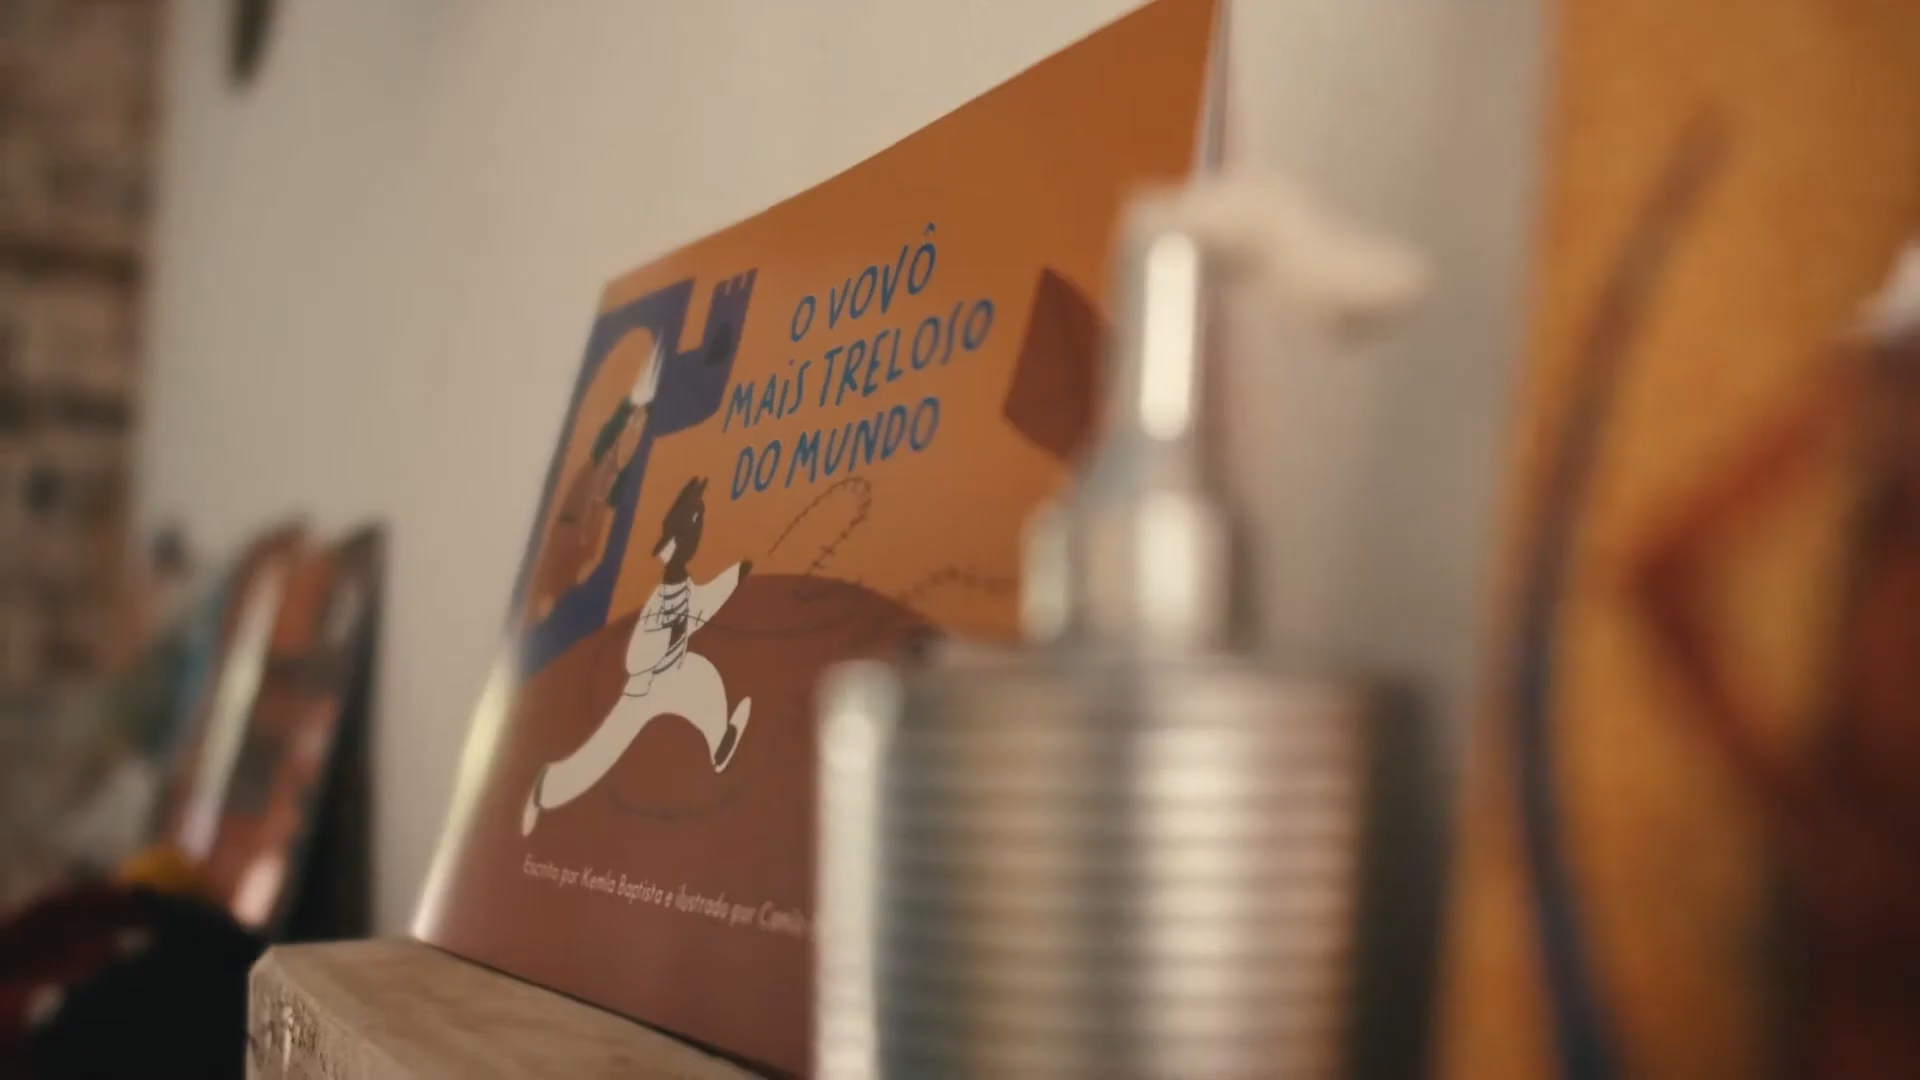 O VOVÔ
MAIS TRELOSO
DO MUNDO
Escrito por Kemla Baptista e ilustrado por